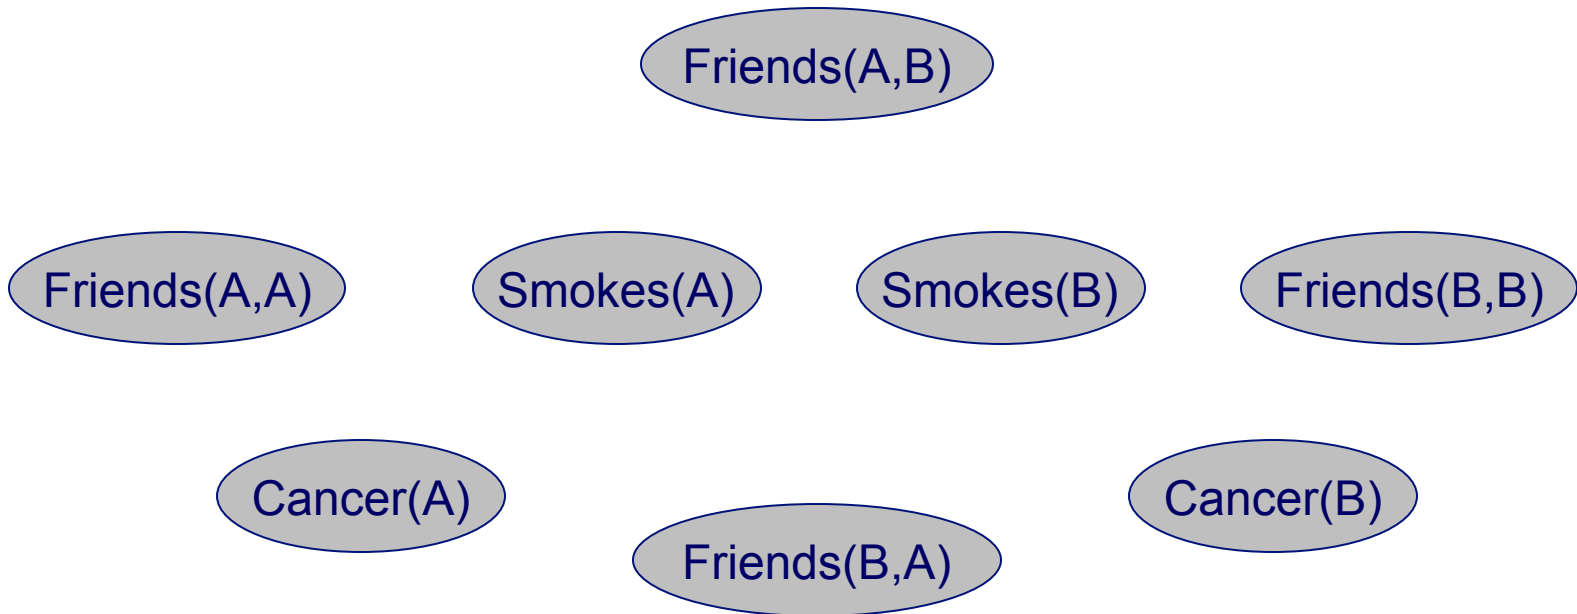 Friends(A,B)
Friends(A,A)
Smokes(A)
Smokes(B)
Friends(B,B)
Cancer(A)
Cancer(B)
Friends(B,A)